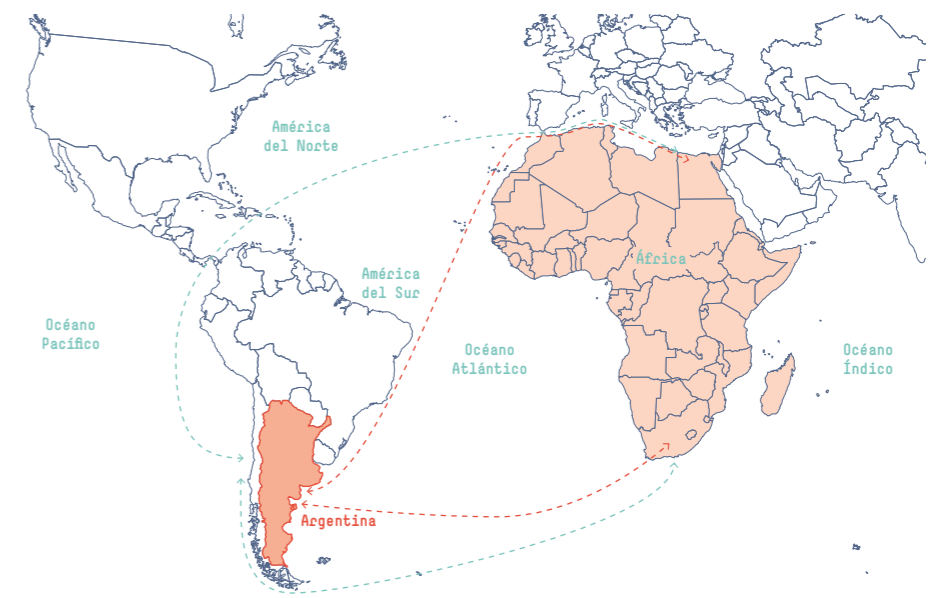 América
del Norte
África
América
del Sur
Océano
Pacífico
Océano
Atlántico
Océano
Índico
Argentina